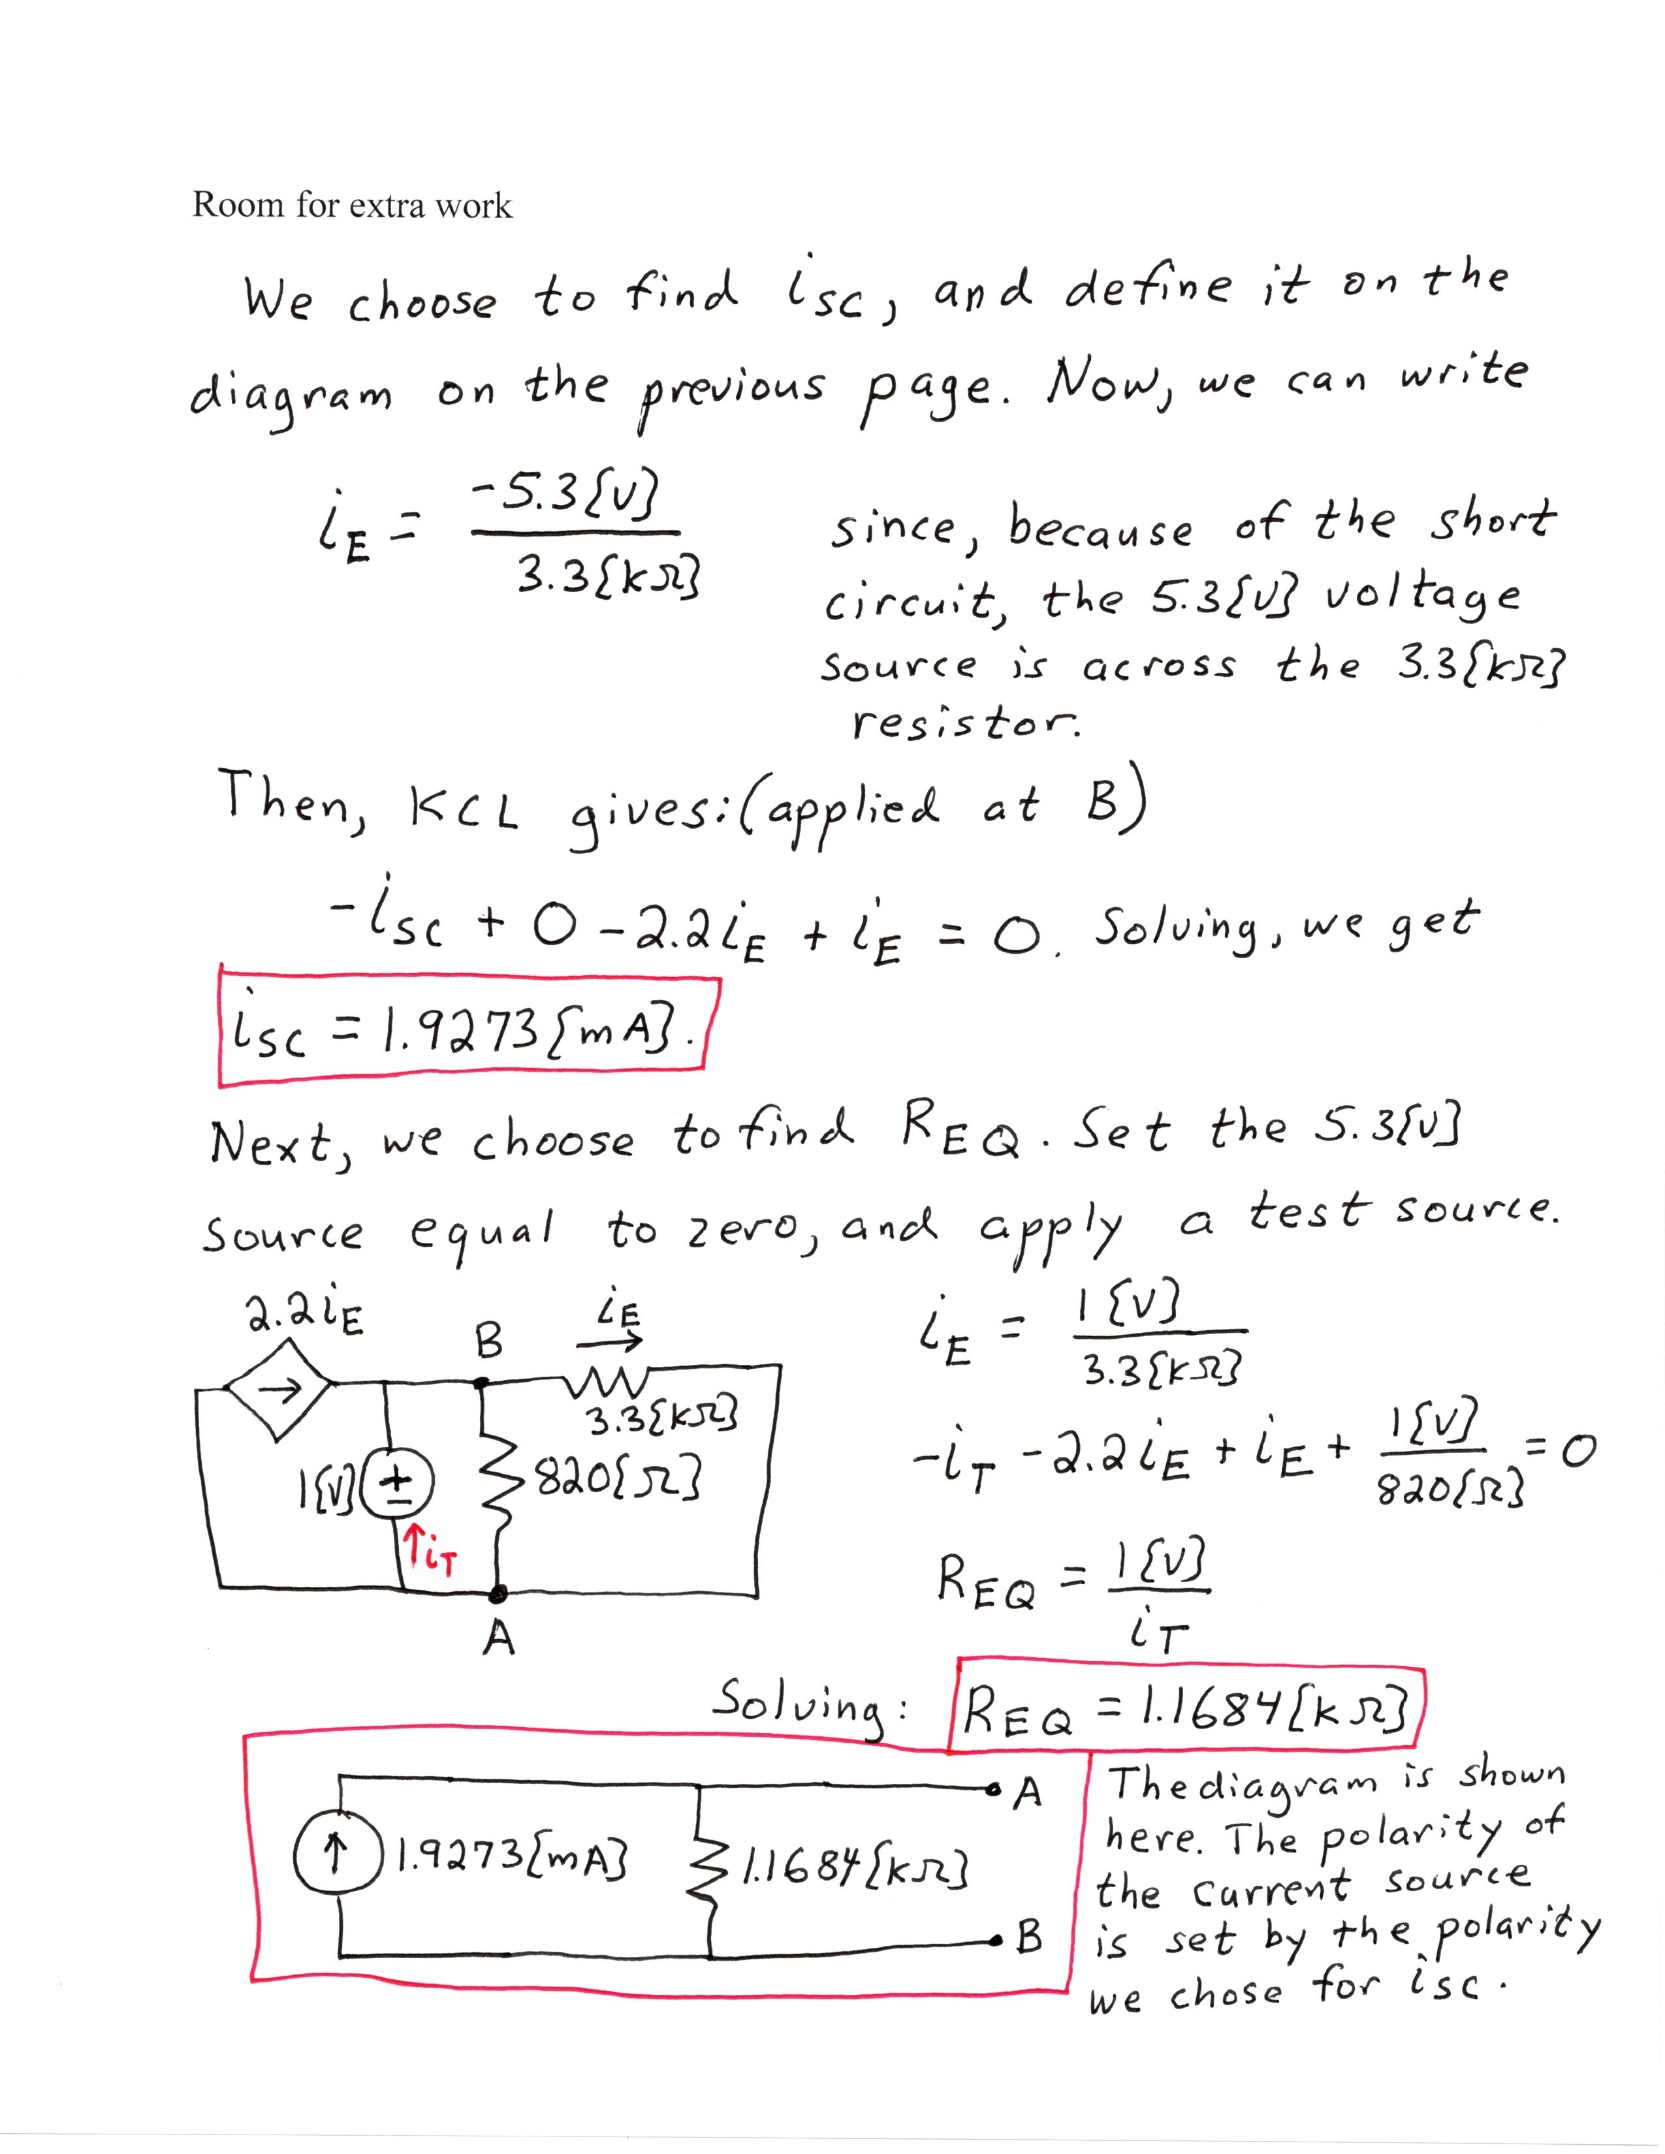 Room for extra work
We choose to find isc, and define it on the
diagram on the previous page. Now, we can write
iE = -5.3[V] / 3.3[kΩ]
since, because of the short
circuit, the 5.3[V] voltage
source is across the 3.3[kΩ]
resistor.
Then, KCL gives: (applied at B)
-isc + 0 - 2.2iE + iE = 0. Solving, we get
isc = 1.9273[mA].
Next, we choose to find REQ. Set the 5.3[V]
source equal to zero, and apply a test source.
2.2iE
B
iE
3.3[kΩ]
1[V]
+
-
820[Ω]
iT
A
iE = 1[V] / 3.3[kΩ]
-iT - 2.2iE + iE + 1[V] / 820[Ω] = 0
REQ = 1[V] / iT
Solving: REQ = 1.1684[kΩ]
1.9273[mA]
1.1684[kΩ]
A
B
The diagram is shown
here. The polarity of
the current source
is set by the polarity
we chose for isc.